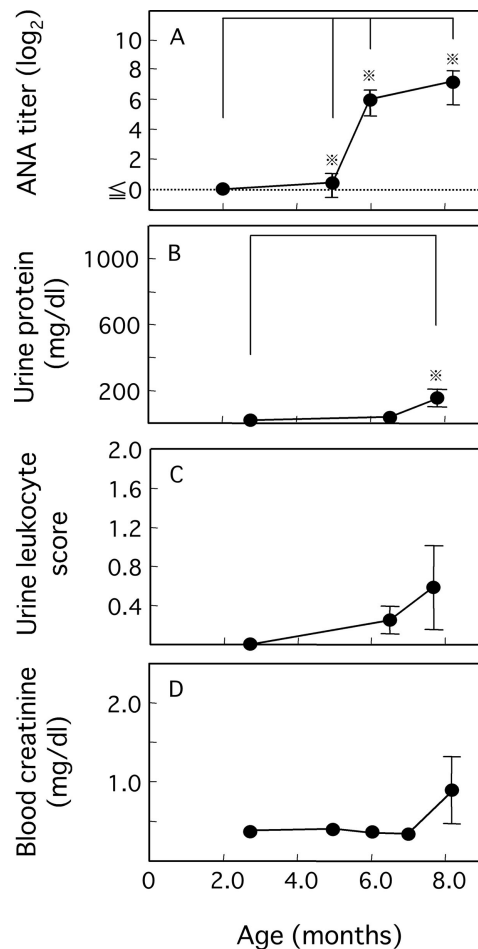 A
ANA titer (log2)
10
8
6
4
2
≦0
※
※
※
B
Urine protein
(mg/dl)
1000
600
200
※
C
Urine leukocyte
score
2.0
1.6
1.2
0.8
0.4
D
Blood creatinine
(mg/dl)
2.0
1.0
0 2.0 4.0 6.0 8.0
Age (months)